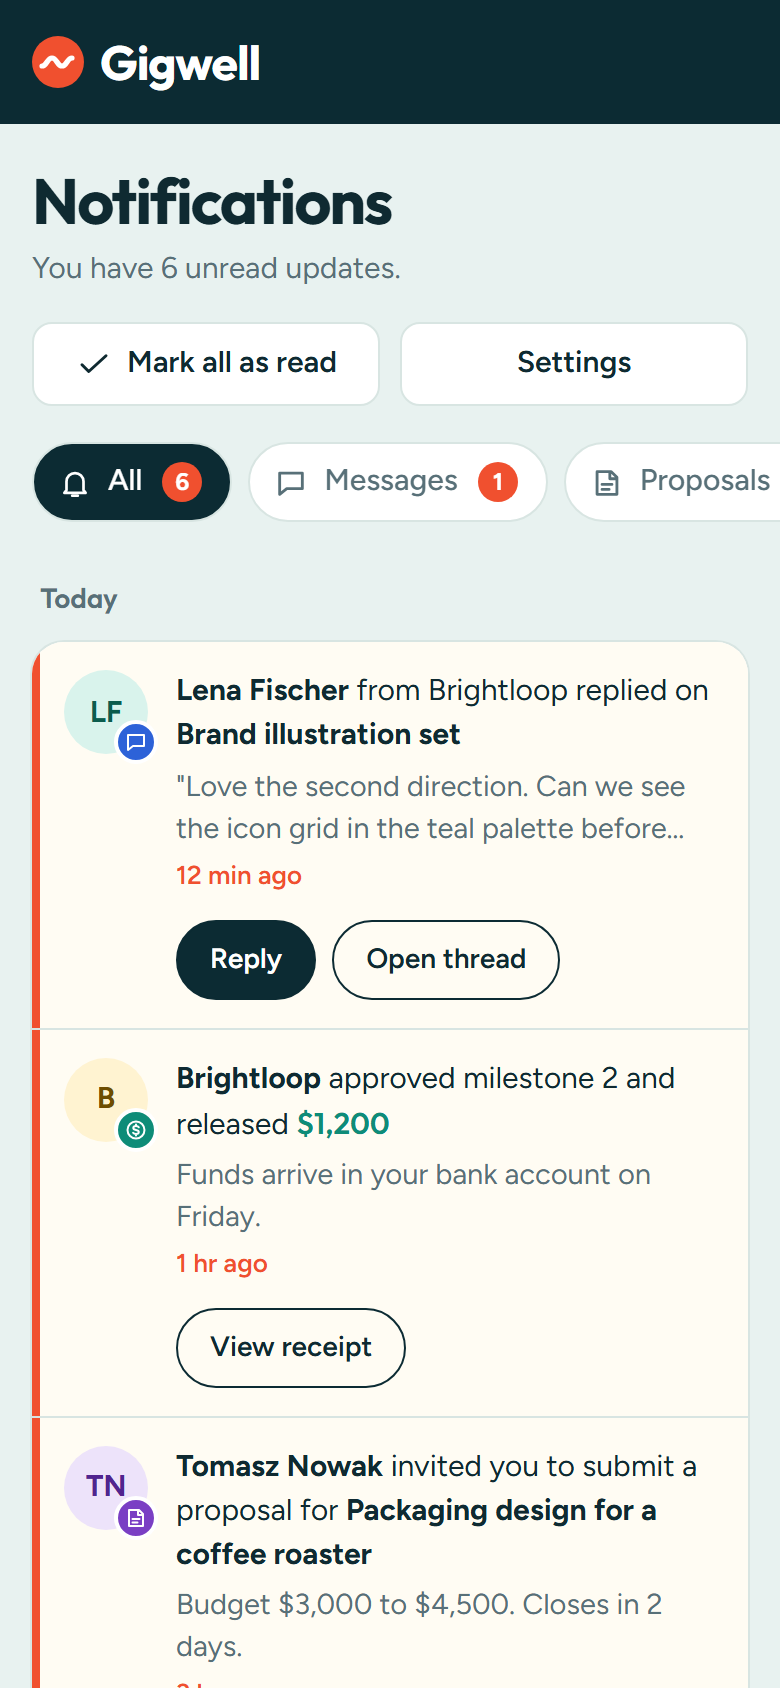 Gigwell
Notifications
You have 6 unread updates.
Mark all as read
Settings
All 6
Messages 1
Proposals
Today
LF
Lena Fischer from Brightloop replied on
Brand illustration set
"Love the second direction. Can we see
the icon grid in the teal palette before...
12 min ago
Reply
Open thread
B
Brightloop approved milestone 2 and
released $1,200
Funds arrive in your bank account on
Friday.
1 hr ago
View receipt
TN
Tomasz Nowak invited you to submit a
proposal for Packaging design for a
coffee roaster
Budget $3,000 to $4,500. Closes in 2
days.